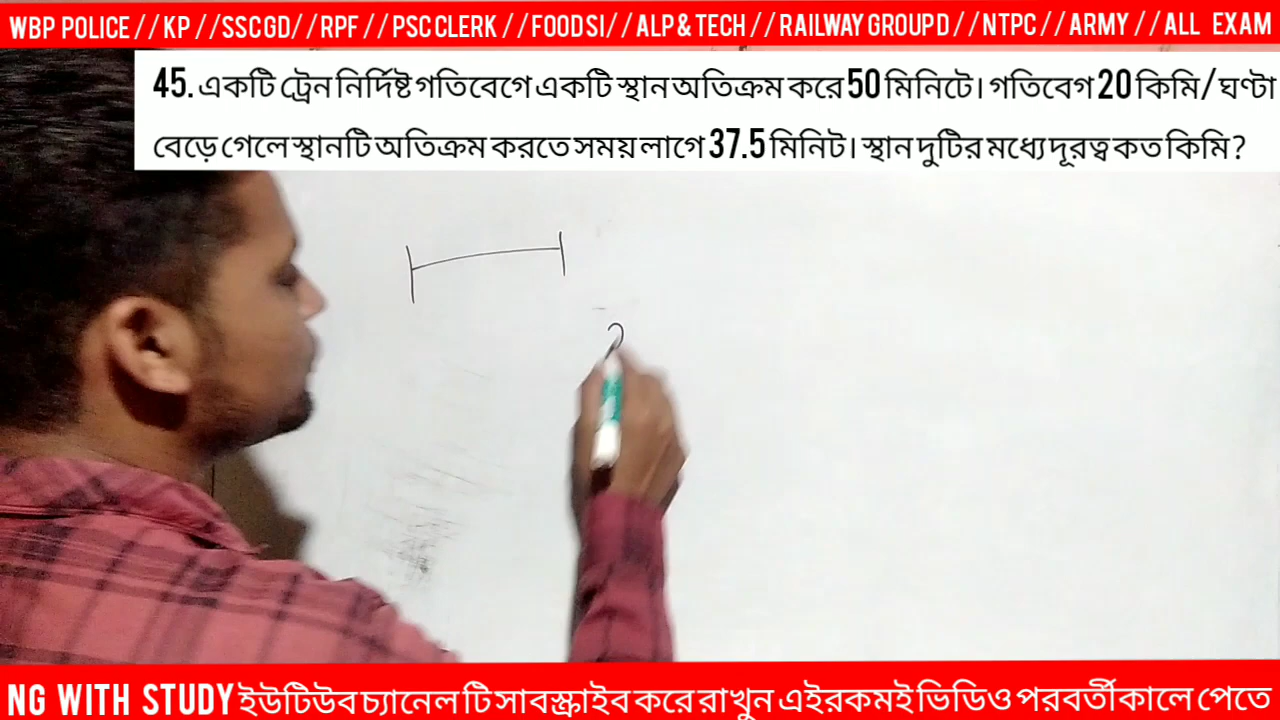 WBP POLICE // KP // SSC GD // RPF // PSC CLERK // FOOD SI // ALP & TECH // RAILWAY GROUP D // NTPC // ARMY // ALL EXAM
45. একটি ট্রেন নির্দিষ্ট গতিবেগে একটি স্থান অতিক্রম করে 50 মিনিটে। গতিবেগ 20 কিমি/ঘণ্টা
বেড়ে গেলে স্থানটি অতিক্রম করতে সময় লাগে 37.5 মিনিট। স্থান দুটির মধ্যে দূরত্ব কত কিমি?
NG WITH STUDY ইউটিউব চ্যানেল টি সাবস্ক্রাইব করে রাখুন এইরকমই ভিডিও পরবর্তীকালে পেতে